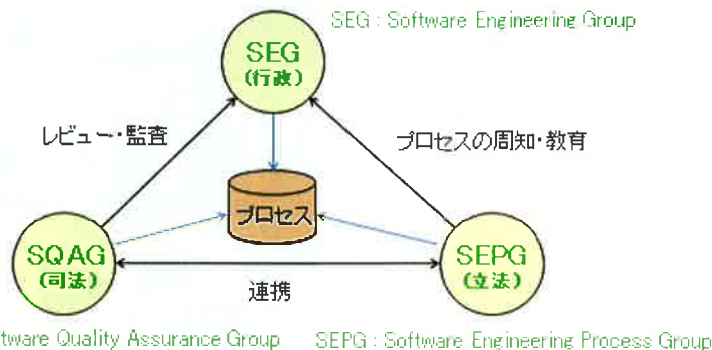 SEG : Software Engineering Group
SEG
(行政)
レビュー・監査
プロセスの周知・教育
プロセス
SQAG
(司法)
SEPG
(立法)
連携
tware Quality Assurance Group
SEPG : Software Engineering Process Group